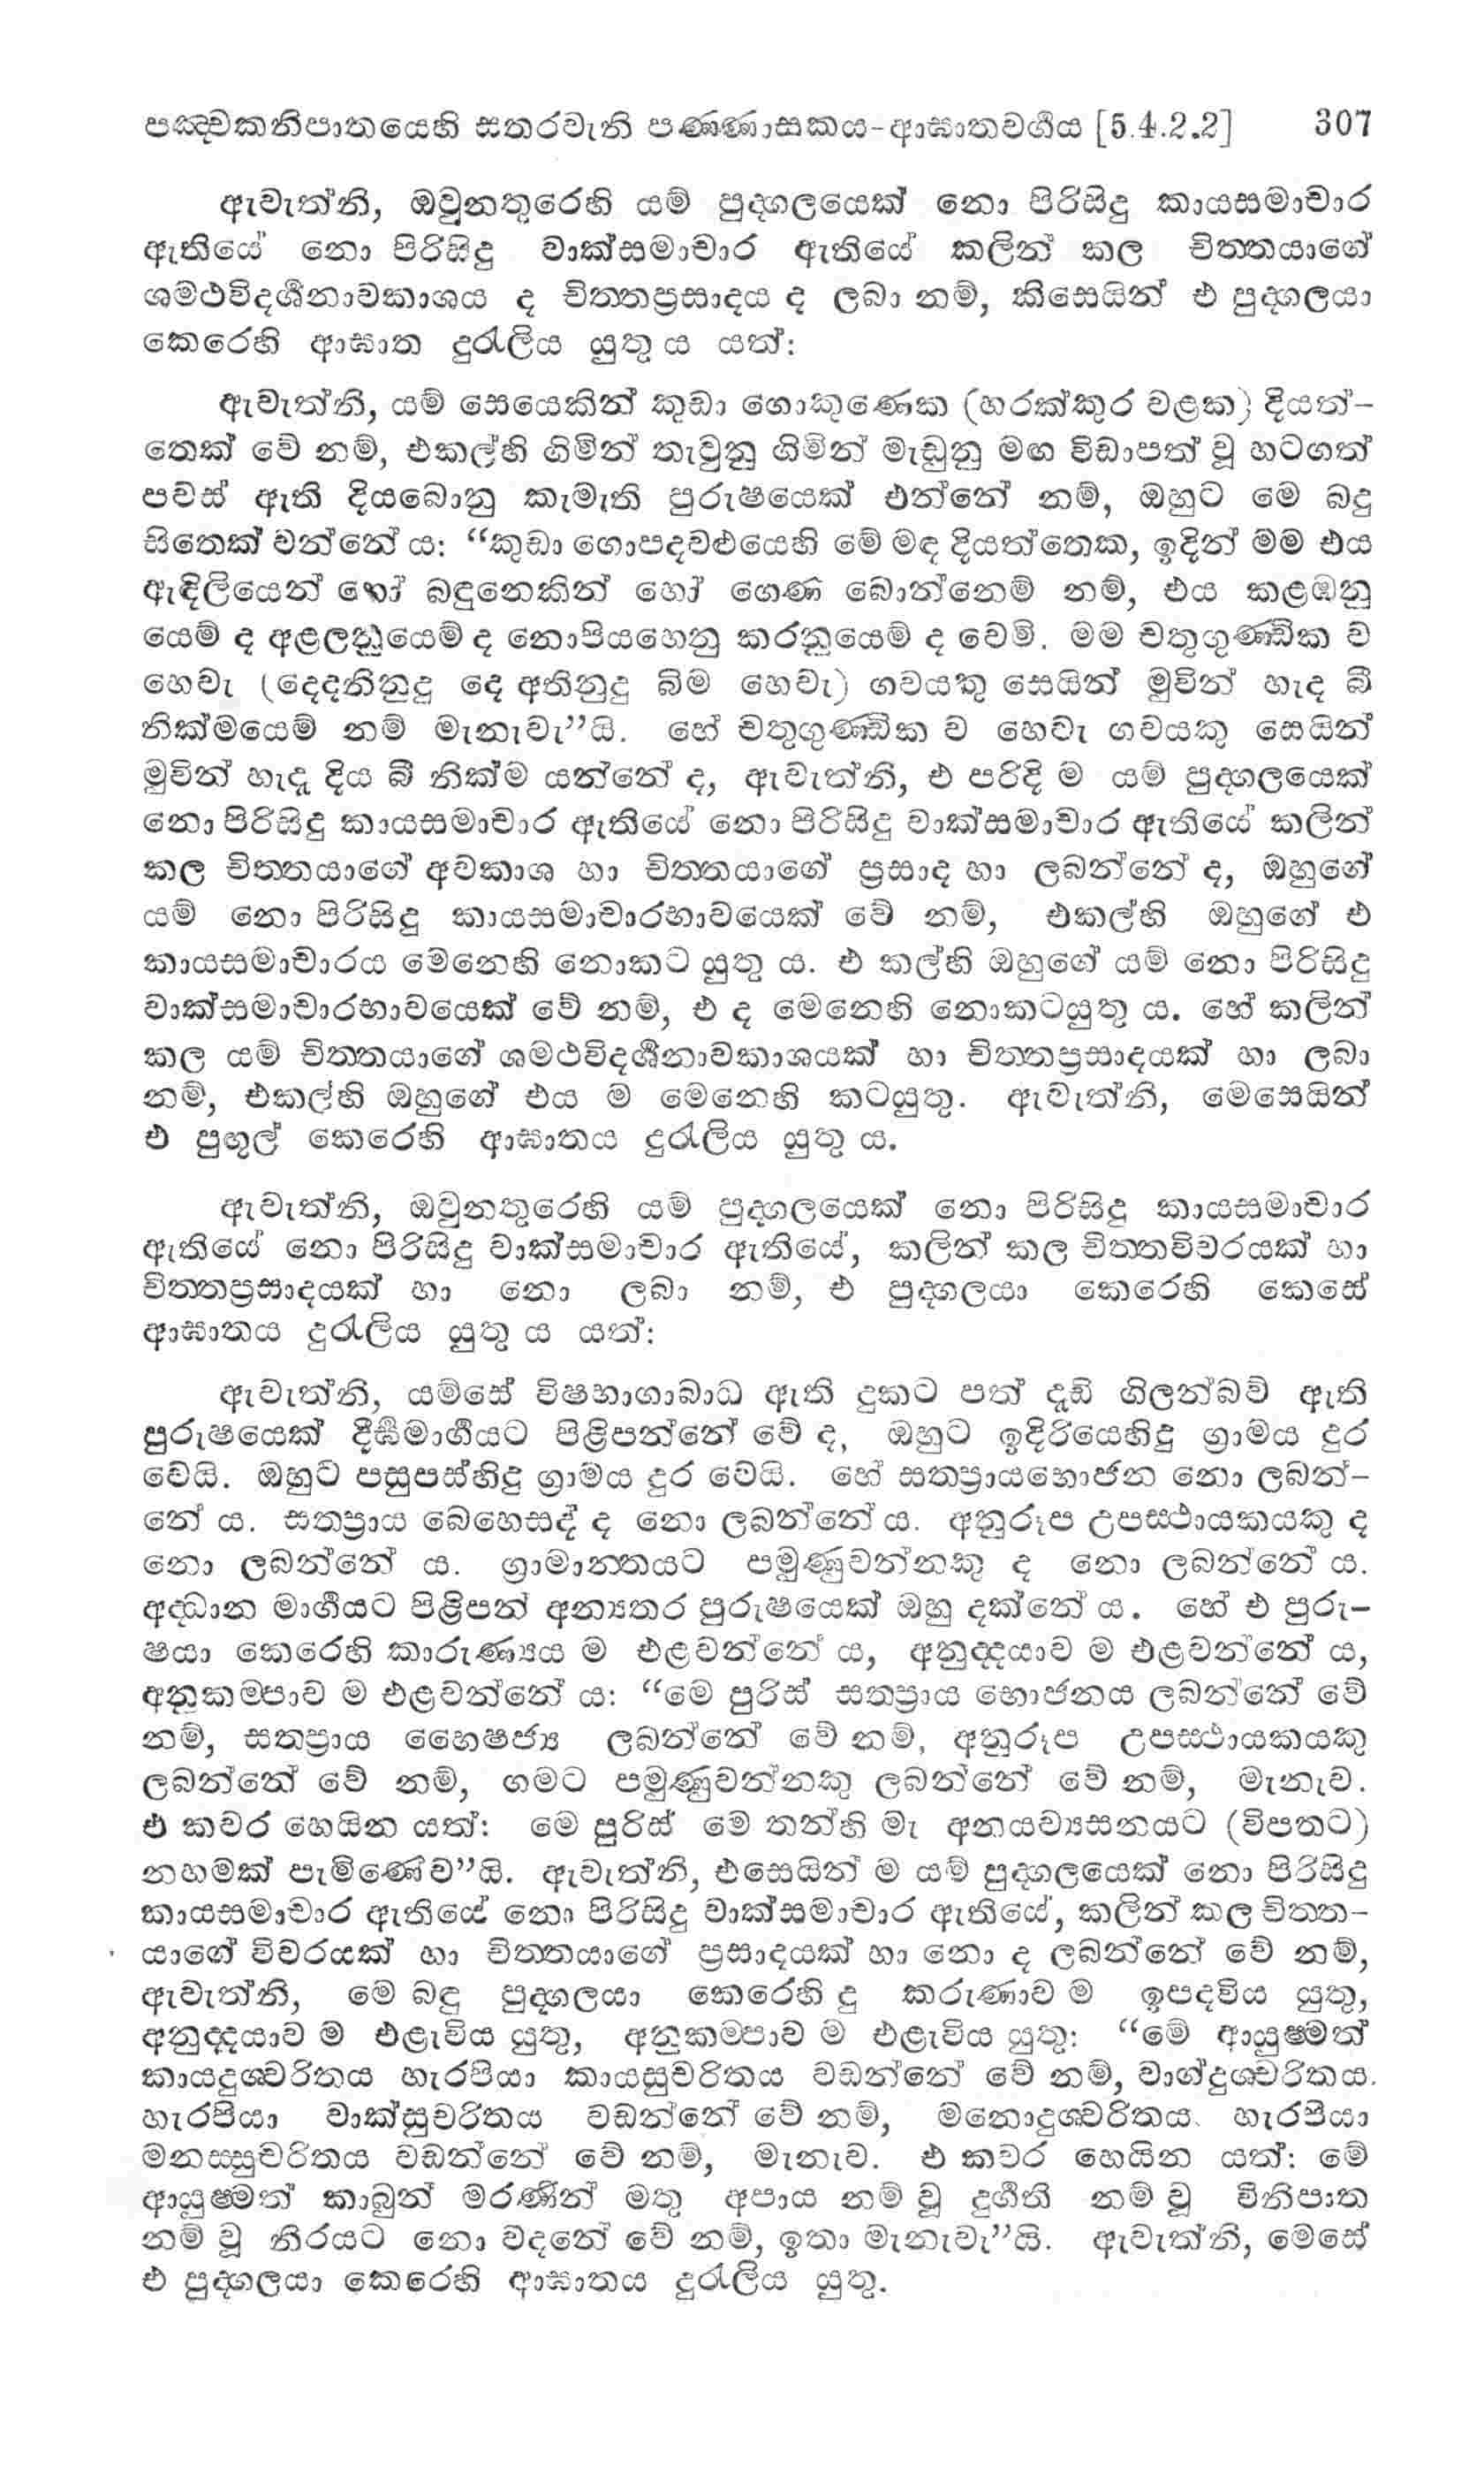 පඤ්චකනිපාතයෙහි සතරවැනි පණ්ණාසකය-ආඝාතවර්‍ගය [5.4.2.2] 307
ඇවැත්නි, ඔවුනතුරෙහි යම් පුද්ගලයෙක් නො පිරිසිදු කායසමාචාර
ඇතියේ නො පිරිසිදු වාක්සමාචාර ඇතියේ කලින් කල චිත්තයාගේ
ශමථවිදර්‍ශනාවකාශය ද චිත්තප්‍රසාදය ද ලබා නම්, කිසෙයින් එ පුද්ගලයා
කෙරෙහි ආඝාත දුරැලිය යුතු ය යත්:
ඇවැත්නි, යම් සෙයෙකින් කුඩා ගොකුණෙක (හරක්කුර වළක) දියත්-
තෙක් වේ නම්, එකල්හි ගිමින් තැවුනු ගිමින් මැඩුනු මඟ විඩාපත් වූ හටගත්
පවස් ඇති දියබොනු කැමැති පුරුෂයෙක් එන්නේ නම්, ඔහුට මෙ බඳු
සිතෙක් වන්නේ ය: “කුඩා ගොපදවළුයෙහි මේ මඳ දියත්තෙක, ඉදින් මම එය
ඇඳිලියෙන් හෝ බඳුනෙකින් හෝ ගෙණ බොන්නෙම් නම්, එය කළඹනු
යෙම් ද අළලනුයෙම් ද නොපියහෙනු කරනුයෙම් ද වෙමි. මම චතුගුණ්ඩික ව
හෙවැ (දෙදනිනුදු දෙ අතිනුදු බිම හෙවැ) ගවයකු සෙයින් මුවින් හැද බී
නික්මයෙම් නම් මැනැවැ”යි. හේ චතුගුණ්ඩික ව හෙවැ ගවයකු සෙයින්
මුවින් හැදැ දිය බී නික්ම යන්නේ ද, ඇවැත්නි, එ පරිදි ම යම් පුද්ගලයෙක්
නො පිරිසිදු කායසමාචාර ඇතියේ නො පිරිසිදු වාක්සමාචාර ඇතියේ කලින්
කල චිත්තයාගේ අවකාශ හා චිත්තයාගේ ප්‍රසාද හා ලබන්නේ ද, ඔහුගේ
යම් නො පිරිසිදු කායසමාචාරභාවයෙක් වේ නම්, එකල්හි ඔහුගේ එ
කායසමාචාරය මෙනෙහි නොකට යුතු ය. එ කල්හි ඔහුගේ යම් නො පිරිසිදු
වාක්සමාචාරභාවයෙක් වේ නම්, එ ද මෙනෙහි නොකටයුතු ය. හේ කලින්
කල යම් චිත්තයාගේ ශමථවිදර්‍ශනාවකාශයක් හා චිත්තප්‍රසාදයක් හා ලබා
නම්, එකල්හි ඔහුගේ එය ම මෙනෙහි කටයුතු. ඇවැත්නි, මෙසෙයින්
එ පුඟුල් කෙරෙහි ආඝාතය දුරැලිය යුතු ය.
ඇවැත්නි, ඔවුනතුරෙහි යම් පුද්ගලයෙක් නො පිරිසිදු කායසමාචාර
ඇතියේ නො පිරිසිදු වාක්සමාචාර ඇතියේ, කලින් කල චිත්තවිවරයක් හා
චිත්තප්‍රසාදයක් හා නො ලබා නම්, එ පුද්ගලයා කෙරෙහි කෙසේ
ආඝාතය දුරැලිය යුතු ය යත්:
ඇවැත්නි, යම්සේ විෂභාගාබාධ ඇති දුකට පත් දැඩි ගිලන්බව් ඇති
පුරුෂයෙක් දීර්‍ඝමාර්‍ගයට පිළිපන්නේ වේ ද, ඔහුට ඉදිරියෙහිදු ග්‍රාමය දුර
වෙයි. ඔහුට පසුපස්හිදු ග්‍රාමය දුර වෙයි. හේ සත්‍රප්‍රායභොජන නො ලබන්-
නේ ය. සත්‍රප්‍රාය බෙහෙසද් ද නො ලබන්නේ ය. අනුරූප උපස්ථායකයකු ද
නො ලබන්නේ ය. ග්‍රාමාන්තයට පමුණුවන්නකු ද නො ලබන්නේ ය.
අද්ධාන මාර්‍ගයට පිළිපන් අන්‍යතර පුරුෂයෙක් ඔහු දක්නේ ය. හේ එ පුරු-
ෂයා කෙරෙහි කාරුණ්‍යය ම එළවන්නේ ය, අනුද්දයාව ම එළවන්නේ ය,
අනුකම්පාව ම එළවන්නේ ය: “මෙ පුරිස් සත්‍රප්‍රාය භොජනය ලබන්නේ වේ
නම්, සත්‍රප්‍රාය භෛෂජ්‍ය ලබන්නේ වේ නම්, අනුරූප උපස්ථායකයකු
ලබන්නේ වේ නම්, ගමට පමුණුවන්නකු ලබන්නේ වේ නම්, මැනැව.
එ කවර හෙයින යත්: මෙ පුරිස් මෙ තන්හි මැ අනයව්‍යසනයට (විපතට)
නහමක් පැමිණේව”යි. ඇවැත්නි, එසෙයින් ම යම් පුද්ගලයෙක් නො පිරිසිදු
කායසමාචාර ඇතියේ නො පිරිසිදු වාක්සමාචාර ඇතියේ, කලින් කල චිත්ත-
යාගේ විවරයක් හා චිත්තයාගේ ප්‍රසාදයක් හා නො ද ලබන්නේ වේ නම්,
ඇවැත්නි, මෙ බඳු පුද්ගලයා කෙරෙහි දු කරුණාව ම ඉපදවිය යුතු,
අනුද්දයාව ම එළැවිය යුතු, අනුකම්පාව ම එළැවිය යුතු: “මේ ආයුෂ්මත්
කායදුශ්චරිතය හැරපියා කායසුචරිතය වඩන්නේ වේ නම්, වාග්දුශ්චරිතය
හැරපියා වාක්සුචරිතය වඩන්නේ වේ නම්, මනොදුශ්චරිතය හැරපියා
මනස්සුචරිතය වඩන්නේ වේ නම්, මැනැව. එ කවර හෙයින යත්: මේ
ආයුෂ්මත් කාබුන් මරණින් මතු අපාය නම් වූ දුර්‍ගති නම් වූ විනිපාත
නම් වූ නිරයට නො වදනේ වේ නම්, ඉතා මැනැවැ”යි. ඇවැත්නි, මෙසේ
එ පුද්ගලයා කෙරෙහි ආඝාතය දුරැලිය යුතු.